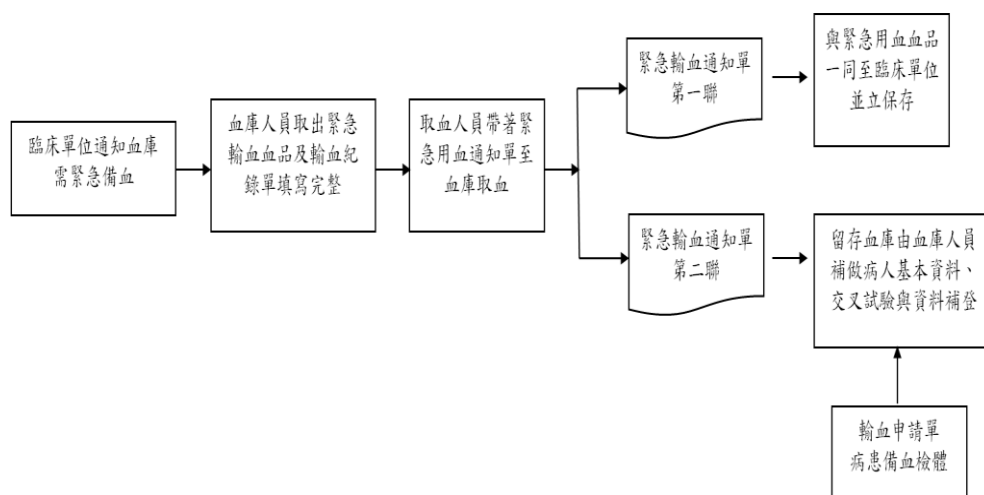 臨床單位通知血庫
需緊急備血
血庫人員取出緊急
輸血血品及輸血紀
錄單填寫完整
取血人員帶著緊
急用血通知單至
血庫取血
緊急輸血通知單
第一聯
與緊急用血血品
一同至臨床單位
並立保存
緊急輸血通知單
第二聯
留存血庫由血庫人員
補做病人基本資料、
交叉試驗與資料補登
輸血申請單
病患備血檢體